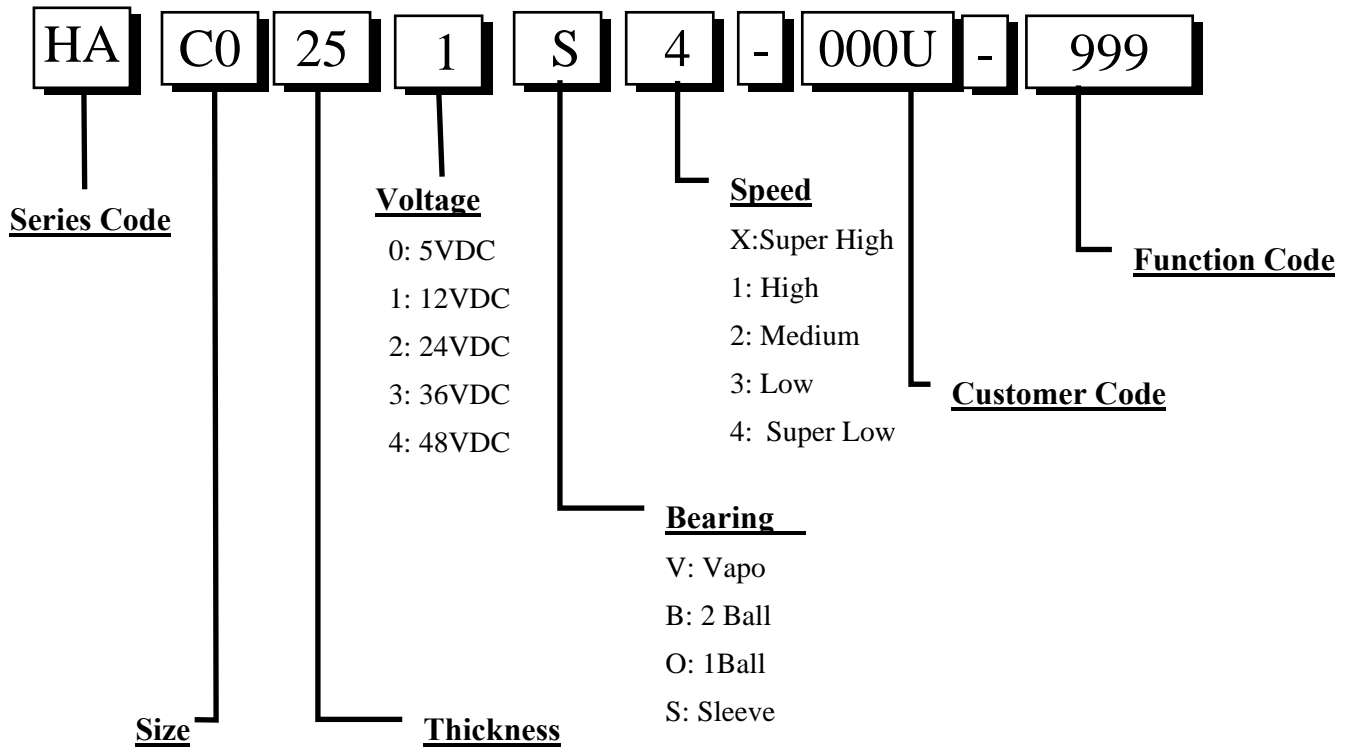 HA C0 25 1 S 4 - 000U - 999
Series Code
Voltage
0: 5VDC
1: 12VDC
2: 24VDC
3: 36VDC
4: 48VDC
Speed
X:Super High
1: High
2: Medium
3: Low
4: Super Low
Function Code
Customer Code
Bearing
V: Vapo
B: 2 Ball
O: 1Ball
S: Sleeve
Size
Thickness